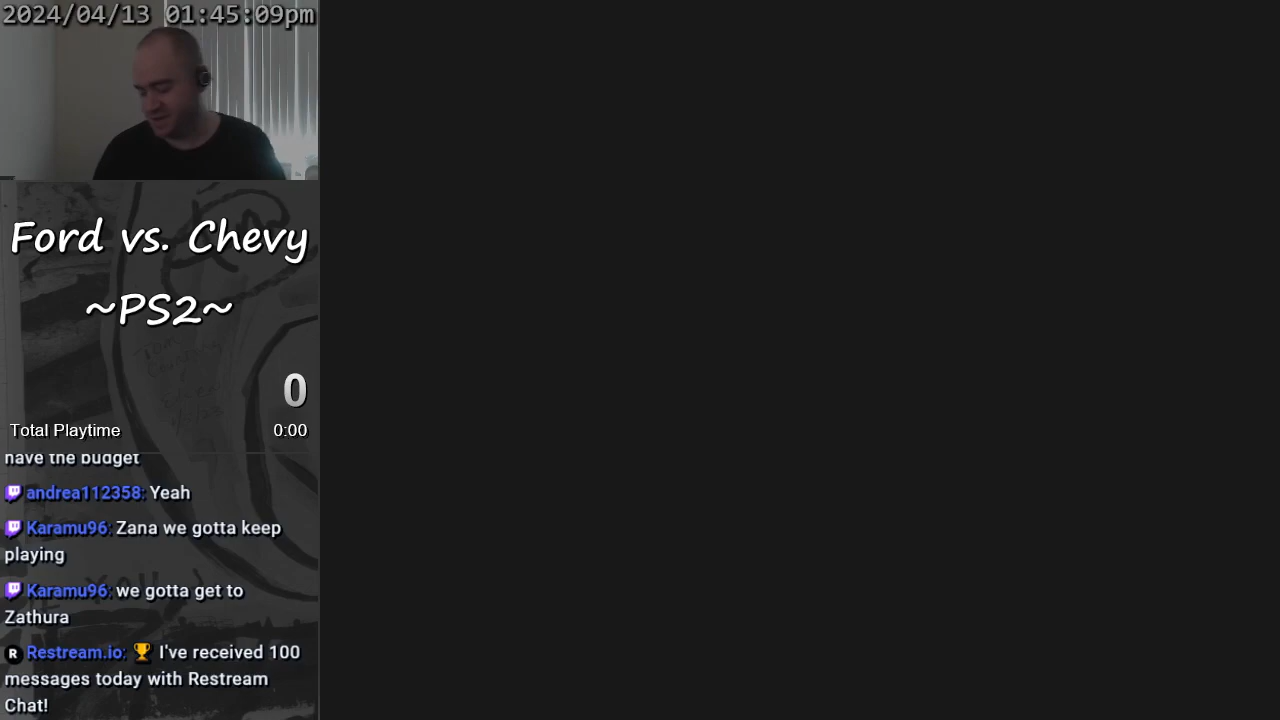 2024/04/13 01:45:09pm
Ford vs. Chevy
~PS2~
0
Total Playtime 0:00
have the budget
andrea112358: Yeah
Karamu96: Zana we gotta keep
playing
Karamu96: we gotta get to
Zathura
R Restream.io: 🏆 I've received 100
messages today with Restream
Chat!